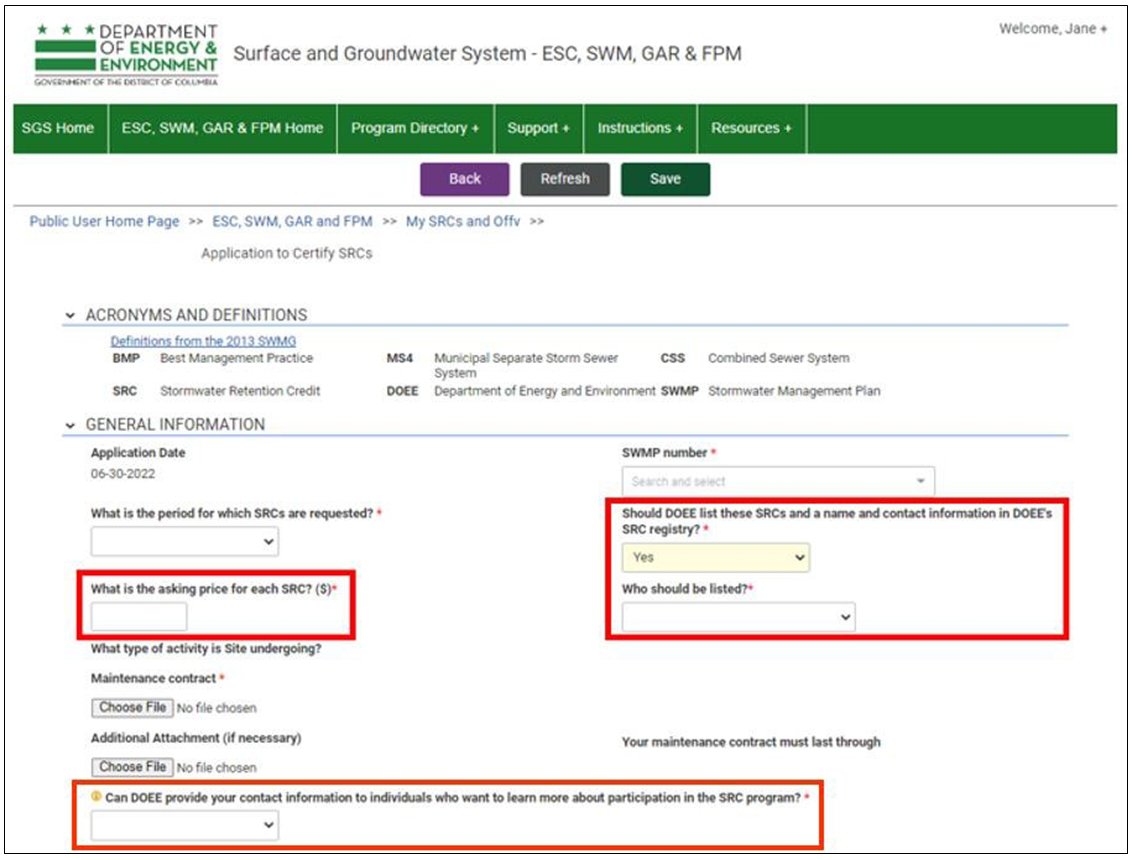 DEPARTMENT
OF ENERGY &
ENVIRONMENT
GOVERNMENT OF THE DISTRICT OF COLUMBIA
Surface and Groundwater System - ESC, SWM, GAR & FPM
Welcome, Jane +
SGS Home ESC, SWM, GAR & FPM Home Program Directory + Support + Instructions + Resources +
Back Refresh Save
Public User Home Page >> ESC, SWM, GAR and FPM >> My SRCs and Offv >>
Application to Certify SRCs
ACRONYMS AND DEFINITIONS
Definitions from the 2013 SWMG
BMP Best Management Practice MS4 Municipal Separate Storm Sewer System CSS Combined Sewer System
SRC Stormwater Retention Credit DOEE Department of Energy and Environment SWMP Stormwater Management Plan
GENERAL INFORMATION
Application Date
06-30-2022
SWMP number *
Search and select
What is the period for which SRCs are requested? *
Should DOEE list these SRCs and a name and contact information in DOEE's
SRC registry? *
Yes
What is the asking price for each SRC? ($)*
Who should be listed?*
What type of activity is Site undergoing?
Maintenance contract *
Choose File No file chosen
Additional Attachment (if necessary)
Your maintenance contract must last through
Choose File No file chosen
Can DOEE provide your contact information to individuals who want to learn more about participation in the SRC program? *